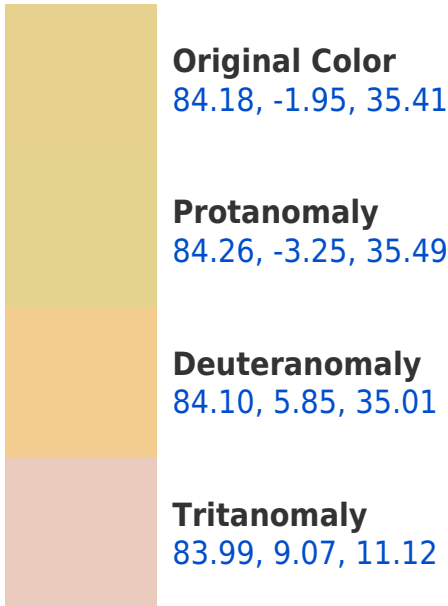 Original Color
84.18, -1.95, 35.41
Protanomaly
84.26, -3.25, 35.49
Deuteranomaly
84.10, 5.85, 35.01
Tritanomaly
83.99, 9.07, 11.12